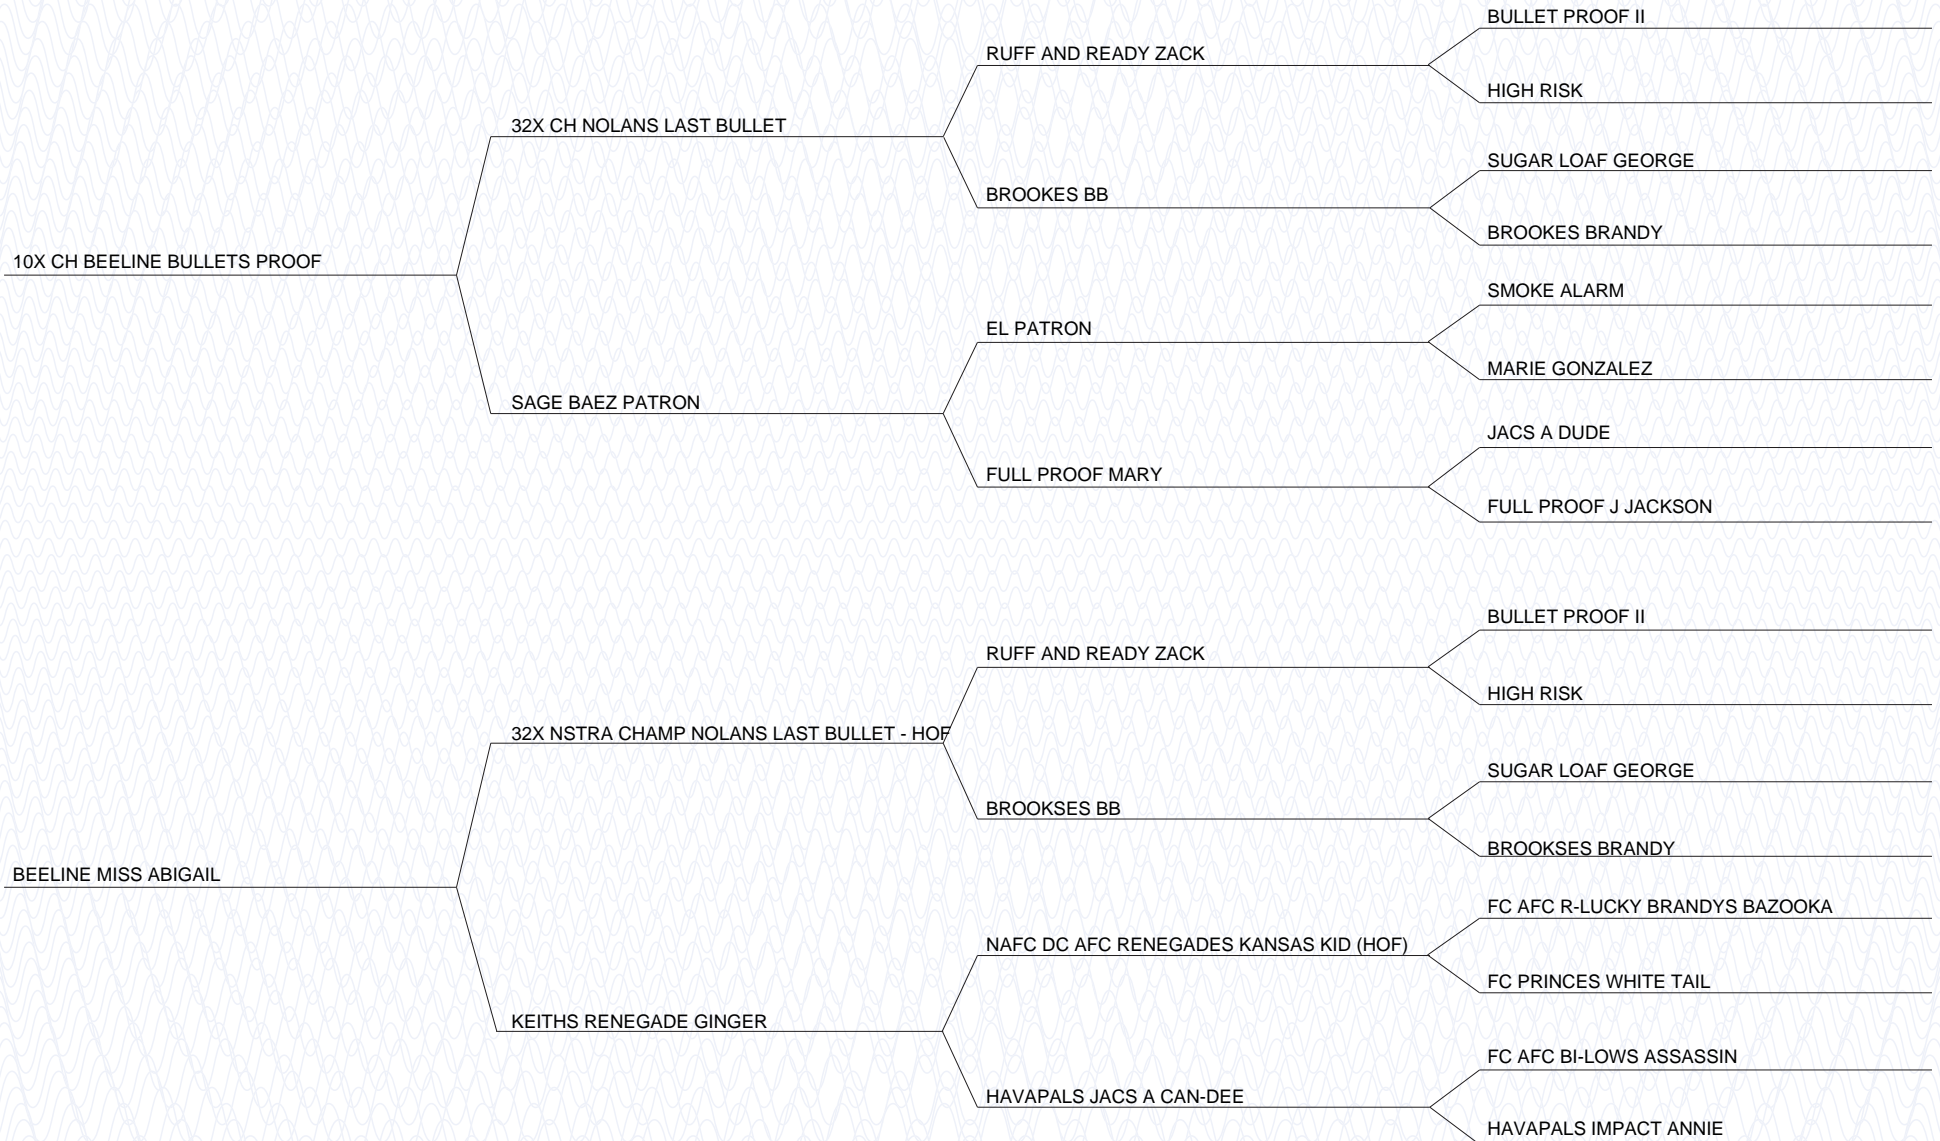 BULLET PROOF II
RUFF AND READY ZACK
HIGH RISK
32X CH NOLANS LAST BULLET
SUGAR LOAF GEORGE
BROOKES BB
BROOKES BRANDY
10X CH BEELINE BULLETS PROOF
SMOKE ALARM
EL PATRON
MARIE GONZALEZ
SAGE BAEZ PATRON
JACS A DUDE
FULL PROOF MARY
FULL PROOF J JACKSON
BULLET PROOF II
RUFF AND READY ZACK
HIGH RISK
32X NSTRA CHAMP NOLANS LAST BULLET - HOF
SUGAR LOAF GEORGE
BROOKSES BB
BROOKSES BRANDY
BEELINE MISS ABIGAIL
FC AFC R-LUCKY BRANDYS BAZOOKA
NAFC DC AFC RENEGADES KANSAS KID (HOF)
FC PRINCES WHITE TAIL
KEITHS RENEGADE GINGER
FC AFC BI-LOWS ASSASSIN
HAVAPALS JACS A CAN-DEE
HAVAPALS IMPACT ANNIE